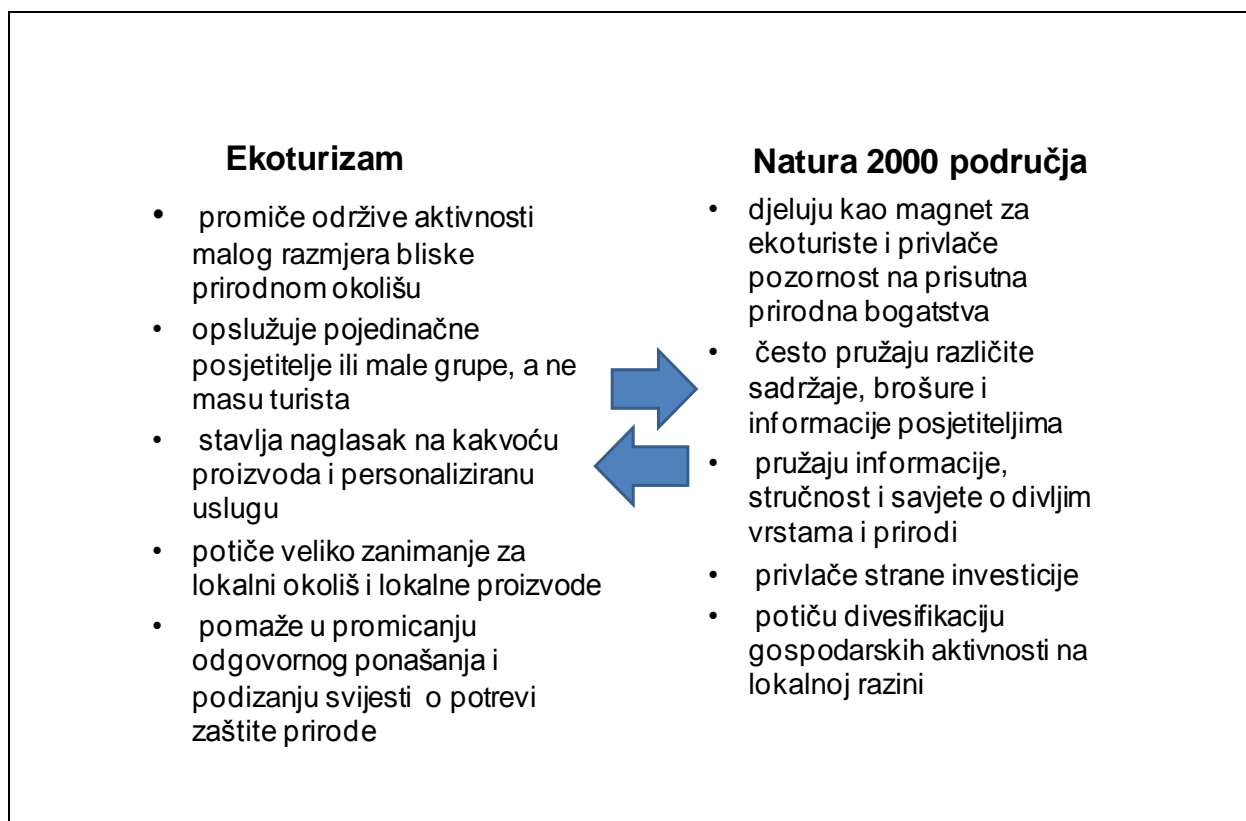 Ekoturizam
• promiče održive aktivnosti
malog razmjera bliske
prirodnom okolišu
• opslužuje pojedinačne
posjetitelje ili male grupe, a ne
masu turista
• stavlja naglasak na kakvoću
proizvoda i personaliziranu
uslugu
• potiče veliko zanimanje za
lokalni okoliš i lokalne proizvode
• pomaže u promicanju
odgovornog ponašanja i
podizanju svijesti o potrevi
zaštite prirode
Natura 2000 područja
• djeluju kao magnet za
ekoturiste i privlače
pozornost na prisutna
prirodna bogatstva
• često pružaju različite
sadržaje, brošure i
informacije posjetiteljima
• pružaju informacije,
stručnost i savjete o divljim
vrstama i prirodi
• privlače strane investicije
• potiču divesifikaciju
gospodarskih aktivnosti na
lokalnoj razini